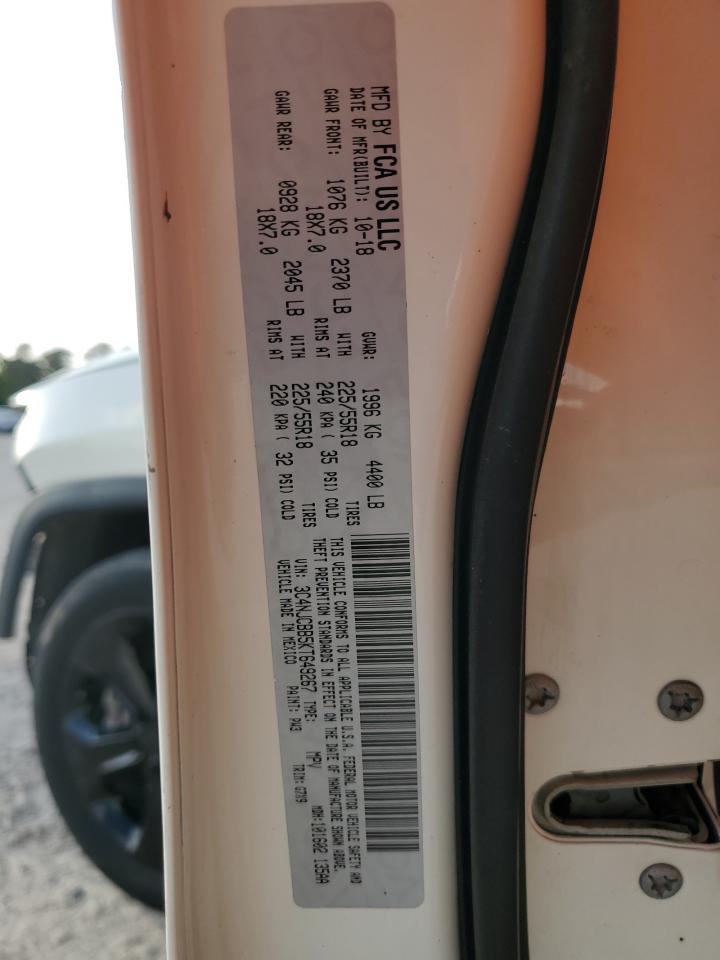 MFD BY FCA US LLC
DATE OF MFR(BUILT): 10-18 GVWR: 1996 KG 4400 LB
GAWR FRONT: 1076 KG 2370 LB WITH 225/55R18 TIRES
18X7.0 RIMS AT 240 KPA ( 35 PSI) COLD
GAWR REAR: 0928 KG 2045 LB WITH 225/55R18 TIRES
18X7.0 RIMS AT 220 KPA ( 32 PSI) COLD
THIS VEHICLE CONFORMS TO ALL APPLICABLE U.S.A. FEDERAL MOTOR VEHICLE SAFETY AND
THEFT PREVENTION STANDARDS IN EFFECT ON THE DATE OF MANUFACTURE SHOWN ABOVE.
VIN: 3C4NJCBB5KT649267 TYPE: MPV MDH:101602 135AA
VEHICLE MADE IN MEXICO PAINT: PW3 TRIM: G7X9